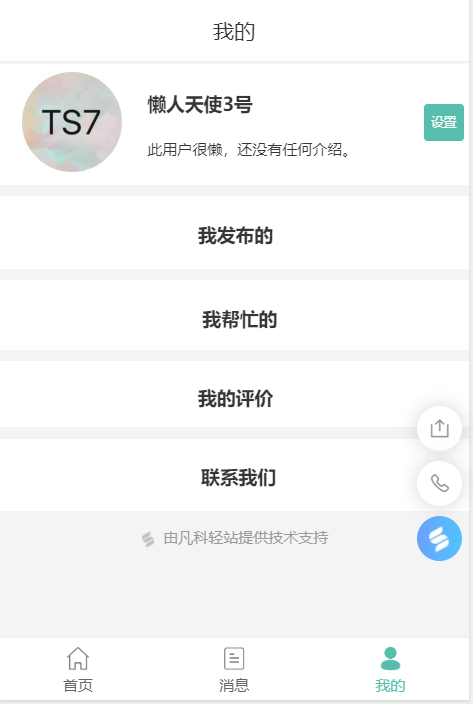 我的
TS7
懒人天使3号
此用户很懒，还没有任何介绍。
设置
我发布的
我帮忙的
我的评价
联系我们
由凡科轻站提供技术支持
首页
消息
我的